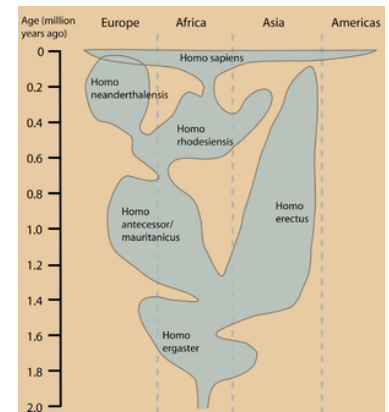 Age (million
years ago)
Europe
Africa
Asia
Americas
0
Homo sapiens
0.2
Homo
neanderthalensis
0.4
Homo
rhodesiensis
0.6
0.8
Homo
antecessor/
mauritanicus
Homo
erectus
1.0
1.2
1.4
1.6
Homo
ergaster
1.8
2.0